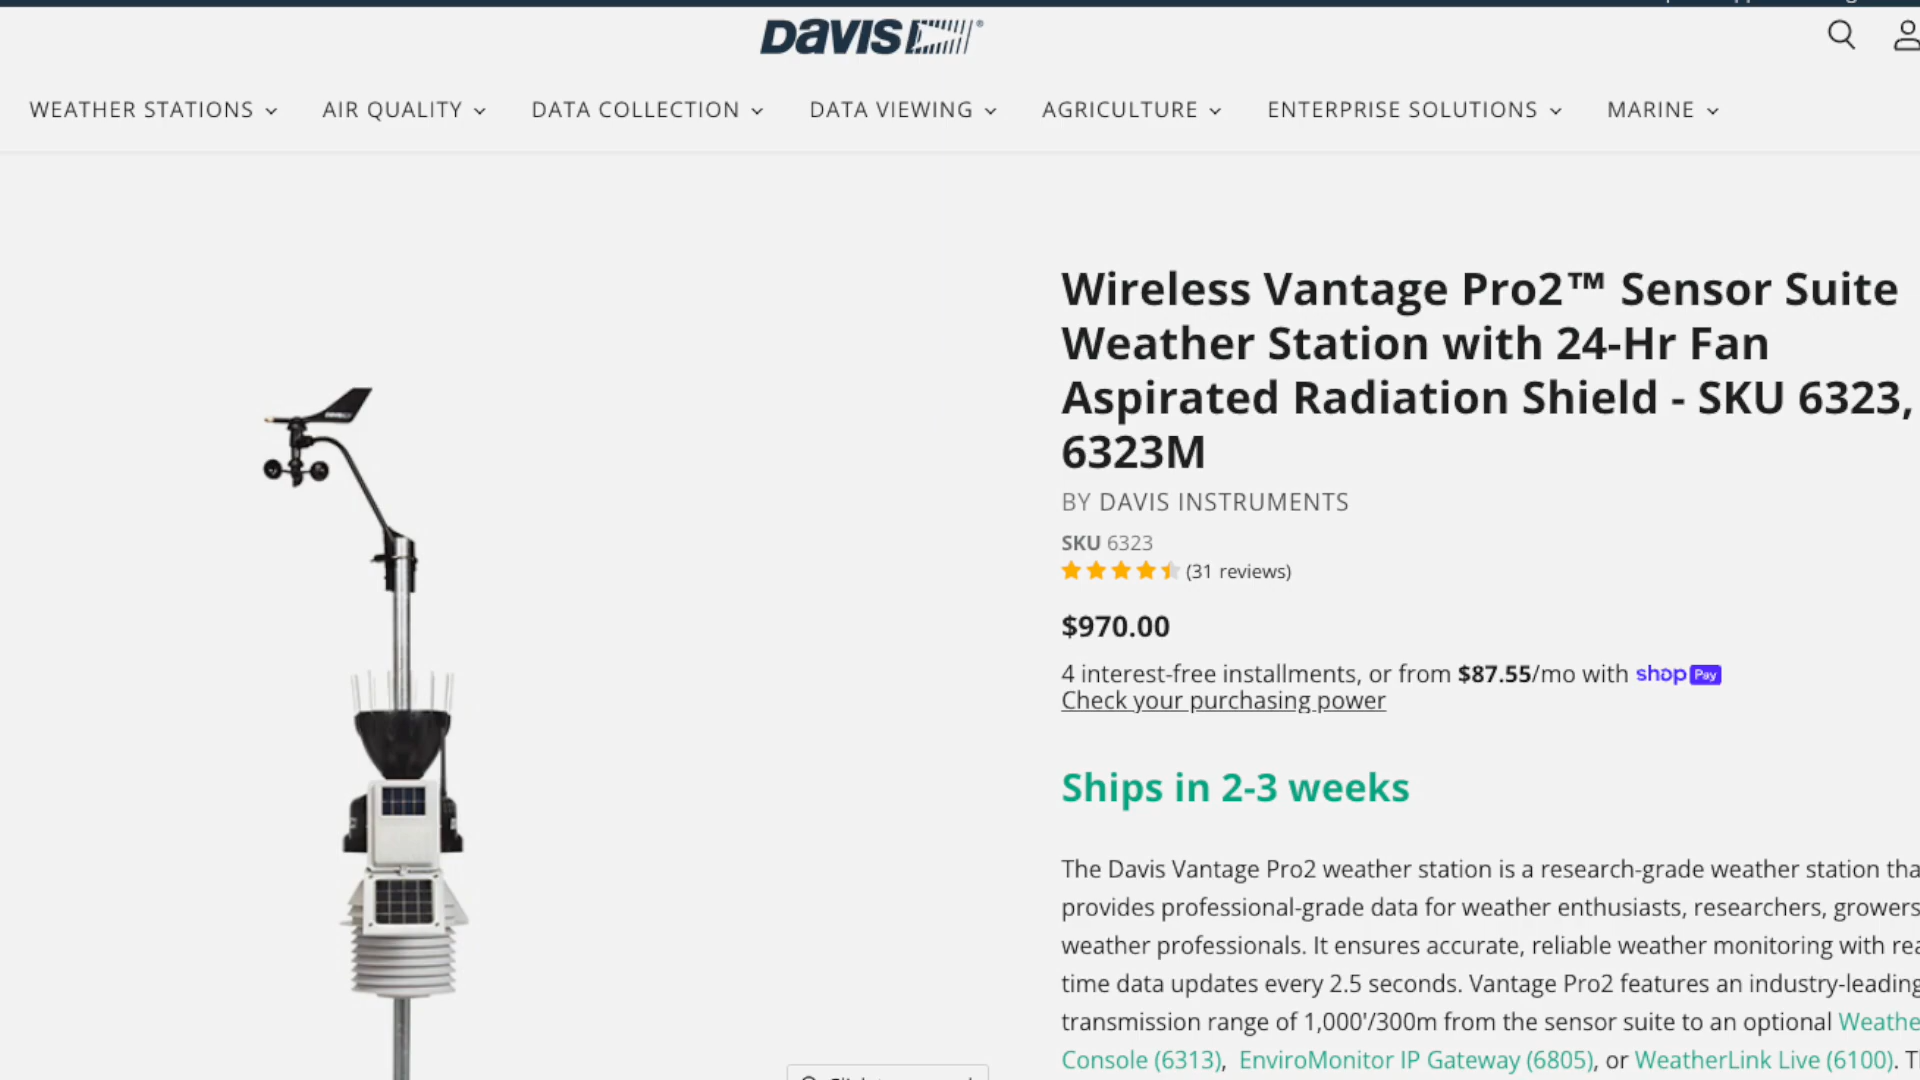 DAVIS
WEATHER STATIONS
AIR QUALITY
DATA COLLECTION
DATA VIEWING
AGRICULTURE
ENTERPRISE SOLUTIONS
MARINE
Wireless Vantage Pro2™ Sensor Suite
Weather Station with 24-Hr Fan
Aspirated Radiation Shield - SKU 6323,
6323M
BY DAVIS INSTRUMENTS
SKU 6323
(31 reviews)
$970.00
4 interest-free installments, or from $87.55/mo with shop Pay
Check your purchasing power
Ships in 2-3 weeks
The Davis Vantage Pro2 weather station is a research-grade weather station tha
provides professional-grade data for weather enthusiasts, researchers, growers
weather professionals. It ensures accurate, reliable weather monitoring with rea
time data updates every 2.5 seconds. Vantage Pro2 features an industry-leading
transmission range of 1,000'/300m from the sensor suite to an optional Weathe
Console (6313), EnviroMonitor IP Gateway (6805), or WeatherLink Live (6100). T